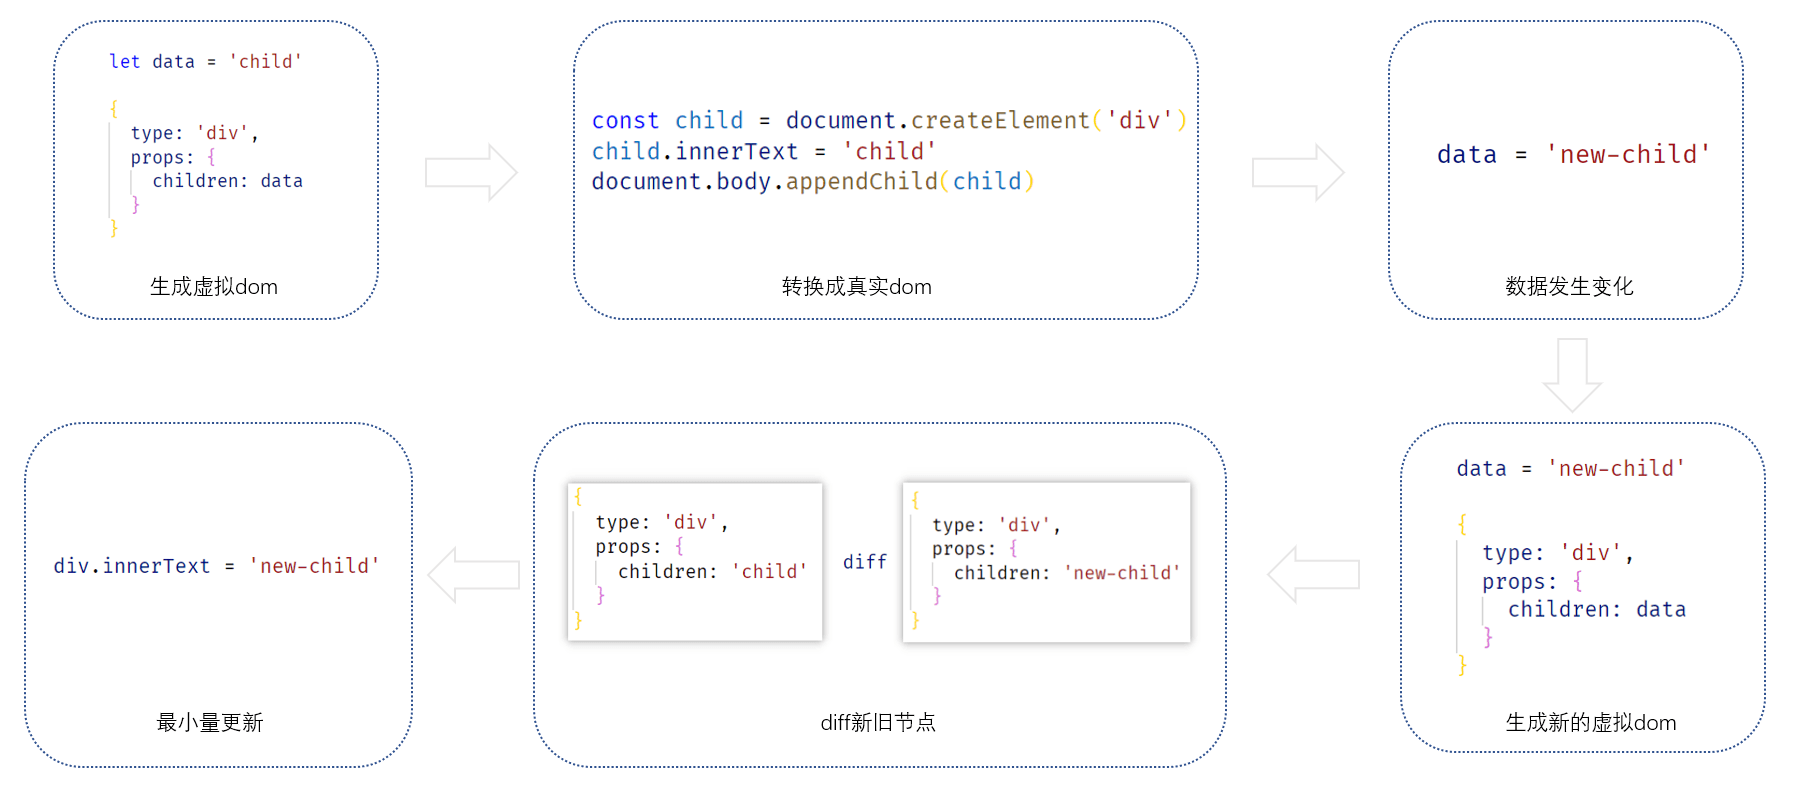 let data = 'child'
{
type: 'div',
props: {
children: data
}
}
生成虚拟dom
const child = document.createElement('div')
child.innerText = 'child'
document.body.appendChild(child)
转换成真实dom
data = 'new-child'
数据发生变化
data = 'new-child'
{
type: 'div',
props: {
children: data
}
}
生成新的虚拟dom
{
type: 'div',
props: {
children: 'child'
}
}
diff
{
type: 'div',
props: {
children: 'new-child'
}
}
diff新旧节点
div.innerText = 'new-child'
最小量更新